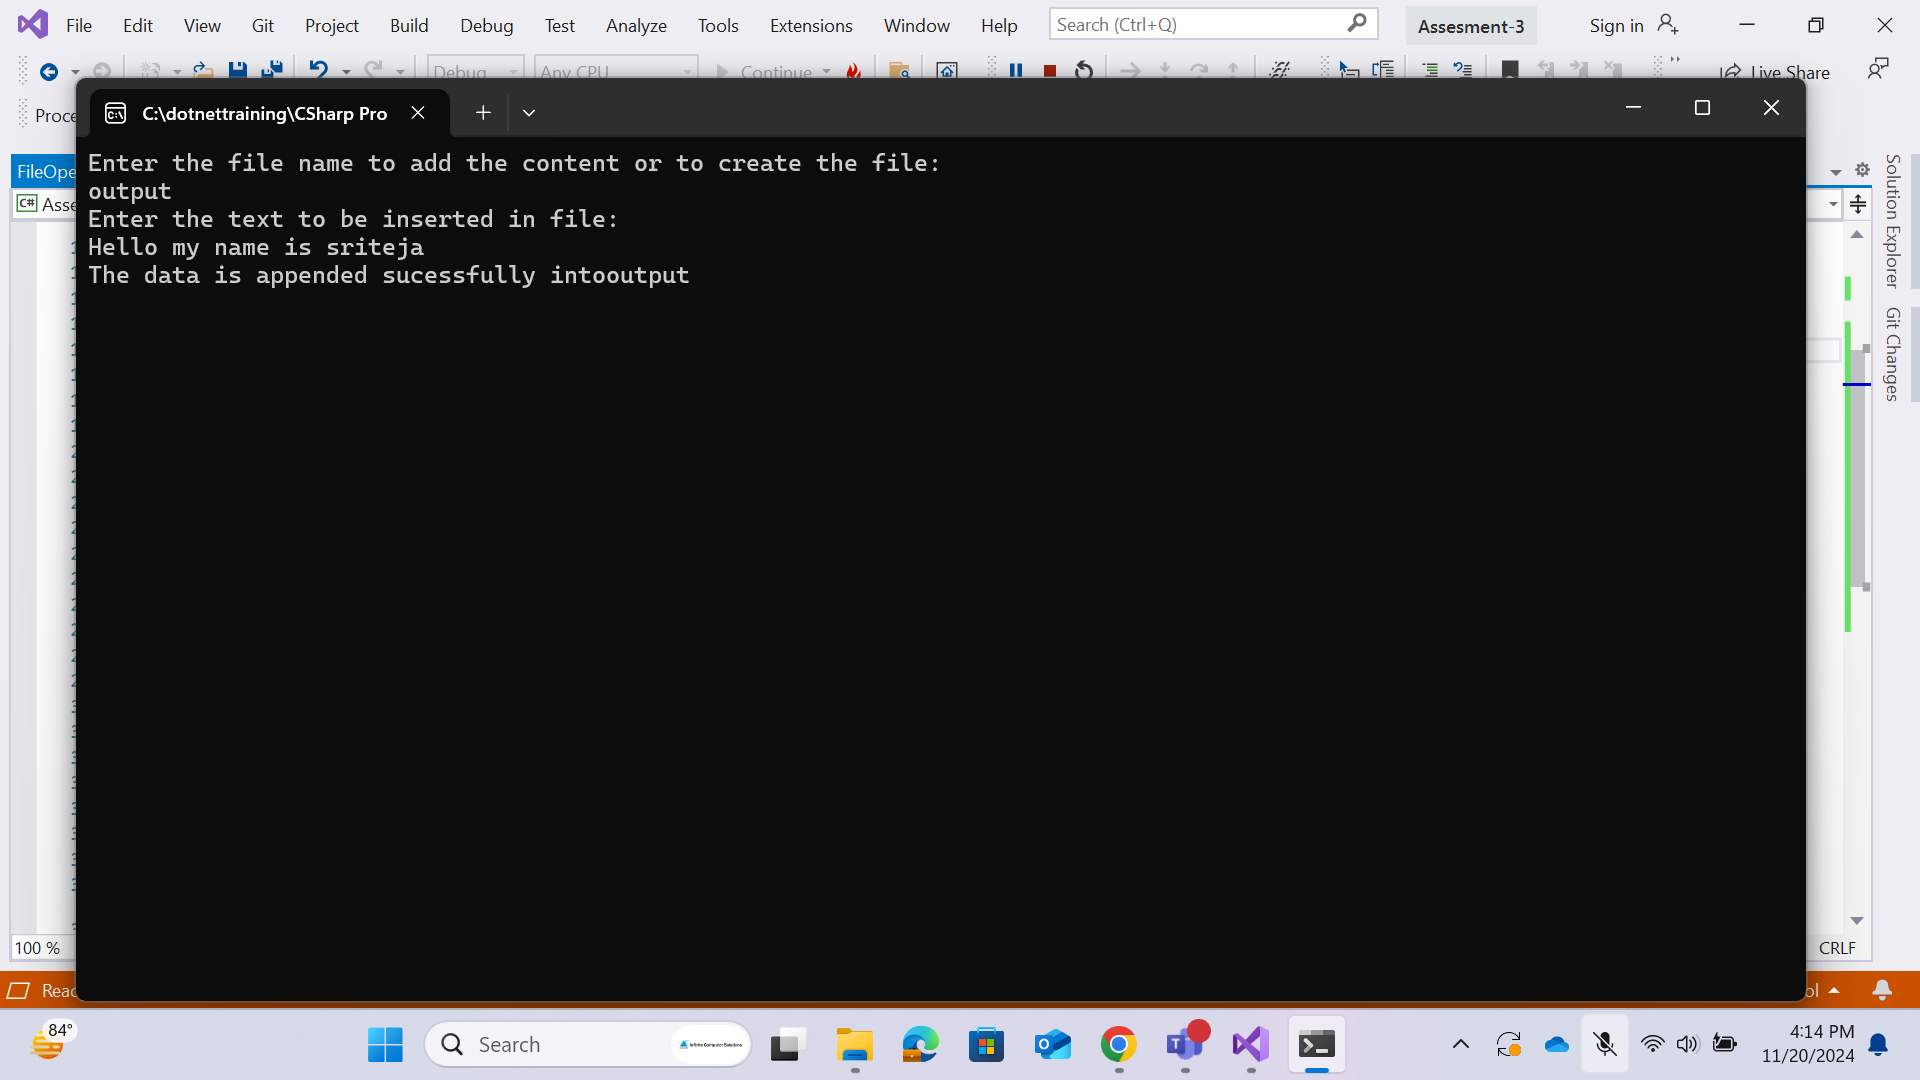 File Edit View Git Project Build Debug Test Analyze Tools Extensions Window Help Search (Ctrl+Q) Assesment-3 Sign in
Debug Any CPU Continue Live Share
Proce
C:\dotnettraining\CSharp Pro
FileOpe
C# Asse
Enter the file name to add the content or to create the file:
output
Enter the text to be inserted in file:
Hello my name is sriteja
The data is appended sucessfully intooutput
Solution Explorer
Git Changes
100 %
CRLF
Read
ol
84°
Search
Infinite Computer Solutions
4:14 PM
11/20/2024